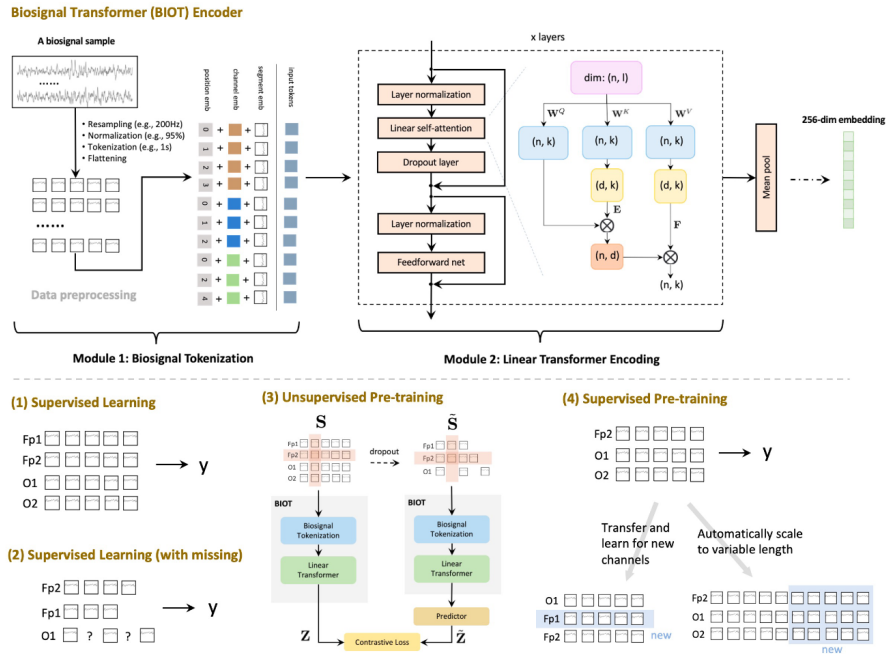 Biosignal Transformer (BIOT) Encoder
A biosignal sample
......
• Resampling (e.g., 200Hz)
• Normalization (e.g., 95%)
• Tokenization (e.g., 1s)
• Flattening
......
Data preprocessing
position emb
channel emb
segment emb
input tokens
0 + +
1 + +
2 + +
3 + +
0 + +
1 + +
2 + +
0 + +
2 + +
4 + +
Module 1: Biosignal Tokenization
x layers
Layer normalization
Linear self-attention
Dropout layer
Layer normalization
Feedforward net
dim: (n, l)
W^Q W^K W^V
(n, k) (n, k) (n, k)
(d, k) (d, k)
E
F
(n, d)
(n, k)
Module 2: Linear Transformer Encoding
Mean pool
256-dim embedding
(1) Supervised Learning
Fp1
Fp2
O1
O2
y
(2) Supervised Learning (with missing)
Fp2
Fp1
O1 ? ?
y
(3) Unsupervised Pre-training
S
S̃
Fp1
Fp2
O1
O2
dropout
Fp1
Fp2
O1
BIOT
Biosignal
Tokenization
Linear
Transformer
BIOT
Biosignal
Tokenization
Linear
Transformer
Predictor
Z
Contrastive Loss
Z̃
(4) Supervised Pre-training
Fp2
O1
O2
y
Transfer and
learn for new
channels
Automatically scale
to variable length
O1
Fp1
Fp2
new
Fp2
O1
O2
new